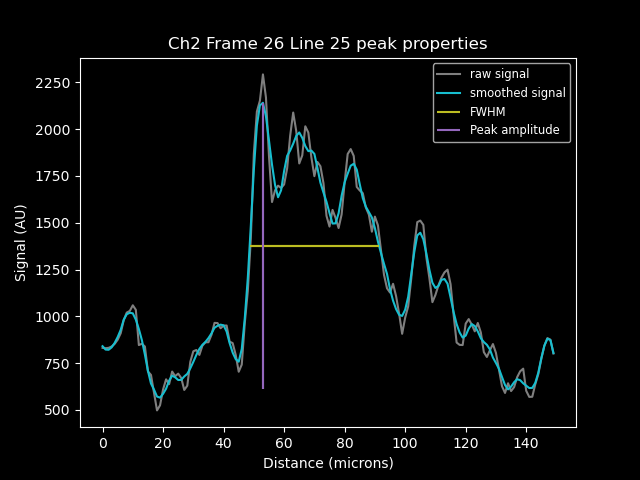 Ch2 Frame 26 Line 25 peak properties
raw signal
smoothed signal
FWHM
Peak amplitude
Signal (AU)
2250
2000
1750
1500
1250
1000
750
500
0 20 40 60 80 100 120 140
Distance (microns)